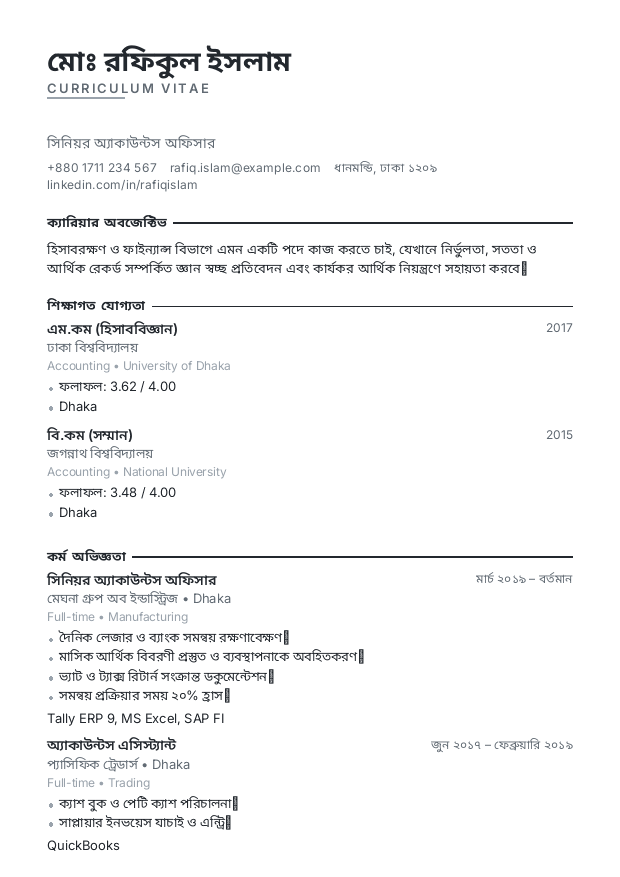 মোঃ রফিকুল ইসলাম
CURRICULUM VITAE
সিনিয়র অ্যাকাউন্টস অফিসার
+880 1711 234 567 rafiq.islam@example.com ধানমন্ডি, ঢাকা ১২০৯
linkedin.com/in/rafiqislam
ক্যারিয়ার অবজেক্টিভ
হিসাবরক্ষণ ও ফাইন্যান্স বিভাগে এমন একটি পদে কাজ করতে চাই, যেখানে নির্ভুলতা, সততা ও
আর্থিক রেকর্ড সম্পর্কিত জ্ঞান স্বচ্ছ প্রতিবেদন এবং কার্যকর আর্থিক নিয়ন্ত্রণে সহায়তা করবে
শিক্ষাগত যোগ্যতা
এম.কম (হিসাববিজ্ঞান) 2017
ঢাকা বিশ্ববিদ্যালয়
Accounting • University of Dhaka
• ফলাফল: 3.62 / 4.00
• Dhaka
বি.কম (সম্মান) 2015
জগন্নাথ বিশ্ববিদ্যালয়
Accounting • National University
• ফলাফল: 3.48 / 4.00
• Dhaka
কর্ম অভিজ্ঞতা
সিনিয়র অ্যাকাউন্টস অফিসার মার্চ ২০১৯ – বর্তমান
মেঘনা গ্রুপ অব ইন্ডাস্ট্রিজ • Dhaka
Full-time • Manufacturing
• দৈনিক লেজার ও ব্যাংক সমন্বয় রক্ষণাবেক্ষণ
• মাসিক আর্থিক বিবরণী প্রস্তুত ও ব্যবস্থাপনাকে অবহিতকরণ
• ভ্যাট ও ট্যাক্স রিটার্ন সংক্রান্ত ডকুমেন্টেশন
• সমন্বয় প্রক্রিয়ার সময় ২০% হ্রাস
Tally ERP 9, MS Excel, SAP FI
অ্যাকাউন্টস এসিস্ট্যান্ট জুন ২০১৭ – ফেব্রুয়ারি ২০১৯
প্যাসিফিক ট্রেডার্স • Dhaka
Full-time • Trading
• ক্যাশ বুক ও পেটি ক্যাশ পরিচালনা
• সাপ্লায়ার ইনভয়েস যাচাই ও এন্ট্রি
QuickBooks